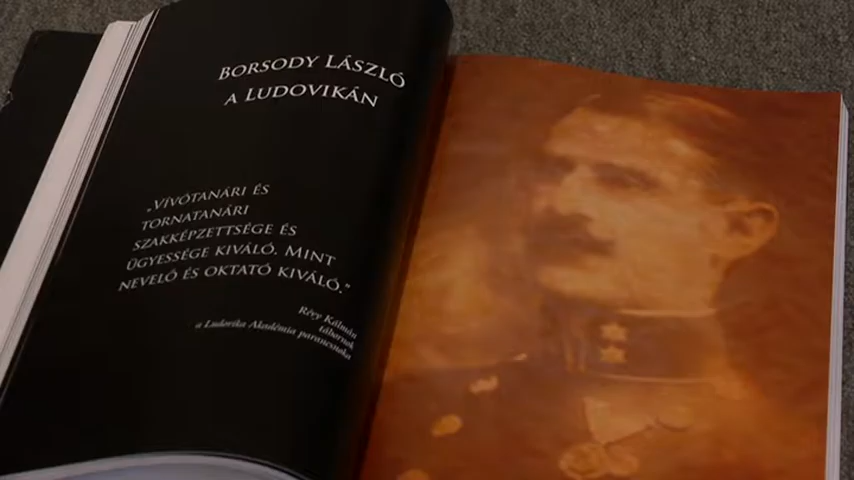 BORSODY LÁSZLÓ
A LUDOVIKÁN
„VÍVÓTANÁRI ÉS
TORNATANÁRI
SZAKKÉPZETTSÉGE ÉS
ÜGYESSÉGE KIVÁLÓ. MINT
NEVELŐ ÉS OKTATÓ KIVÁLÓ.”
Révy Kálmán
tábornok
a Ludovika Akadémia parancsnoka